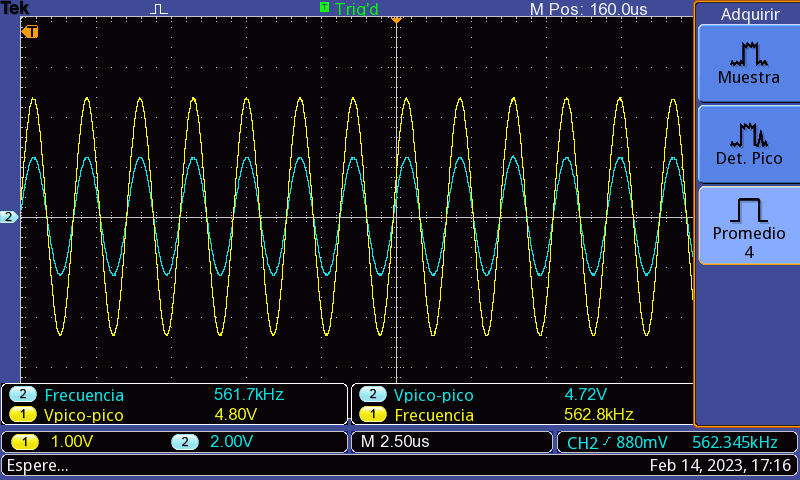 Tek Trig'd M Pos: 160.0us
T
Adquirir
Muestra
Det. Pico
Promedio
4
2
2 Frecuencia 561.7kHz 2 Vpico-pico 4.72V
1 Vpico-pico 4.80V 1 Frecuencia 562.8kHz
1 1.00V 2 2.00V M 2.50us CH2 880mV 562.345kHz
Espere... Feb 14, 2023, 17:16